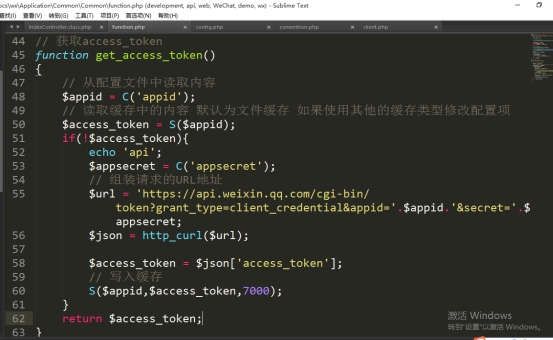 ocs\wx\Application\Common\Common\function.php (development, api, web, WeChat, demo, wx) - Sublime Text
查找(I) 查看(V) 转到(G) 工具(T) 项目(P) 首选项(N) 帮助(H)
IndexController.class.php function.php config.php convention.php client.php
44 // 获取access_token
45 function get_access_token()
46 {
47 // 从配置文件中读取内容
48 $appid = C('appid');
49 // 读取缓存中的内容 默认为文件缓存 如果使用其他的缓存类型修改配置项
50 $access_token = S($appid);
51 if(!$access_token){
52 echo 'api';
53 $appsecret = C('appsecret');
54 // 组装请求的URL地址
55 $url = 'https://api.weixin.qq.com/cgi-bin/
token?grant_type=client_credential&appid='.$appid.'&secret='.$
appsecret;
56 $json = http_curl($url);
57
58 $access_token = $json['access_token'];
59 // 写入缓存
60 S($appid,$access_token,7000);
61 }
62 return $access_token;
63 }
激活 Windows
转到"设置"以激活 Windows。